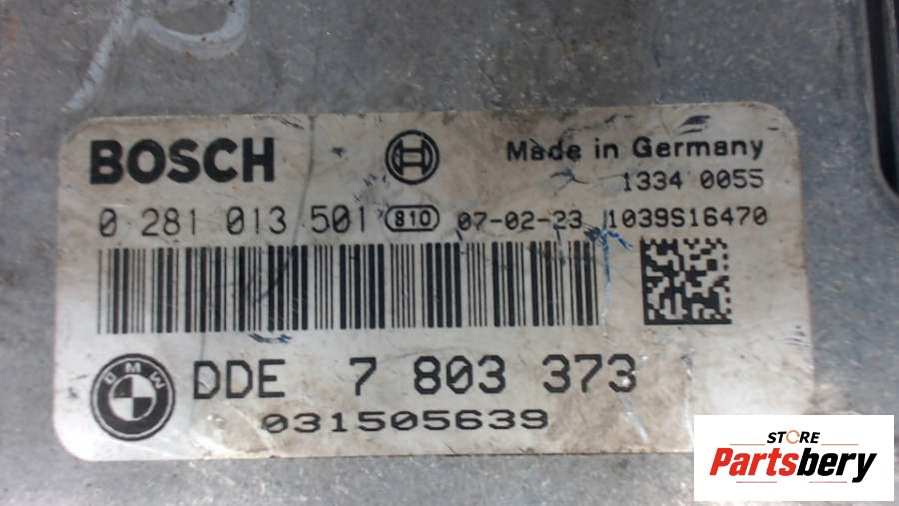 BOSCH
Made in Germany
1334 0055
0 281 013 501 810 07-02-23 1039S16470
BMW
DDE 7 803 373
031505639
STORE
Partsbery